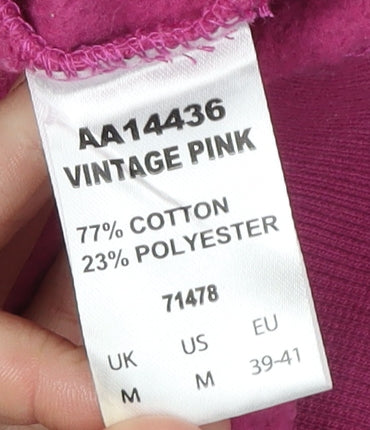 AA14436
VINTAGE PINK
77% COTTON
23% POLYESTER
71478
UK US EU
M M 39-41